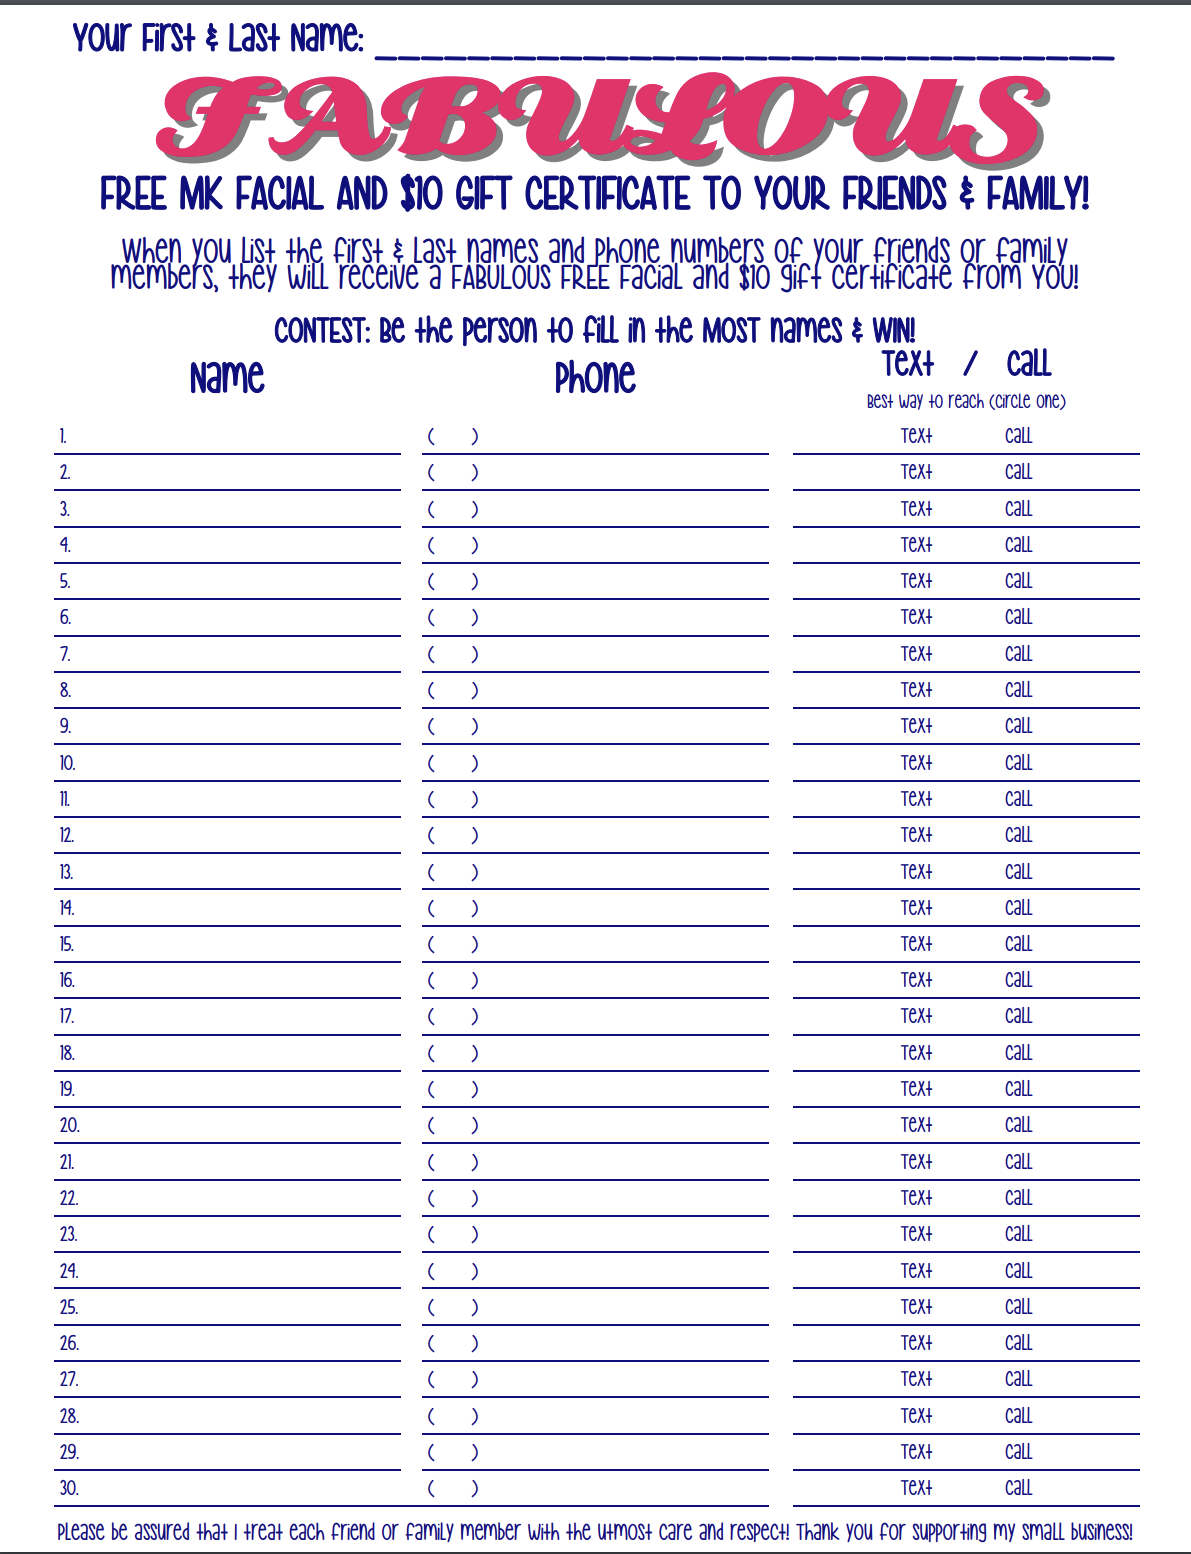 Your First & Last Name: ________________________________
FABULOUS
FREE MK FACIAL AND $10 GIFT CERTIFICATE TO YOUR FRIENDS & FAMILY!
When you list the first & last names and phone numbers of your friends or family
members, they will receive a FABULOUS FREE Facial and $10 gift certificate from YOU!
CONTEST: Be the person to fill in the MOST names & WIN!
Name Phone Text / Call
Best way to reach (circle one)
1. ( ) Text Call
2. ( ) Text Call
3. ( ) Text Call
4. ( ) Text Call
5. ( ) Text Call
6. ( ) Text Call
7. ( ) Text Call
8. ( ) Text Call
9. ( ) Text Call
10. ( ) Text Call
11. ( ) Text Call
12. ( ) Text Call
13. ( ) Text Call
14. ( ) Text Call
15. ( ) Text Call
16. ( ) Text Call
17. ( ) Text Call
18. ( ) Text Call
19. ( ) Text Call
20. ( ) Text Call
21. ( ) Text Call
22. ( ) Text Call
23. ( ) Text Call
24. ( ) Text Call
25. ( ) Text Call
26. ( ) Text Call
27. ( ) Text Call
28. ( ) Text Call
29. ( ) Text Call
30. ( ) Text Call
Please be assured that I treat each friend or family member with the utmost care and respect! Thank you for supporting my small business!